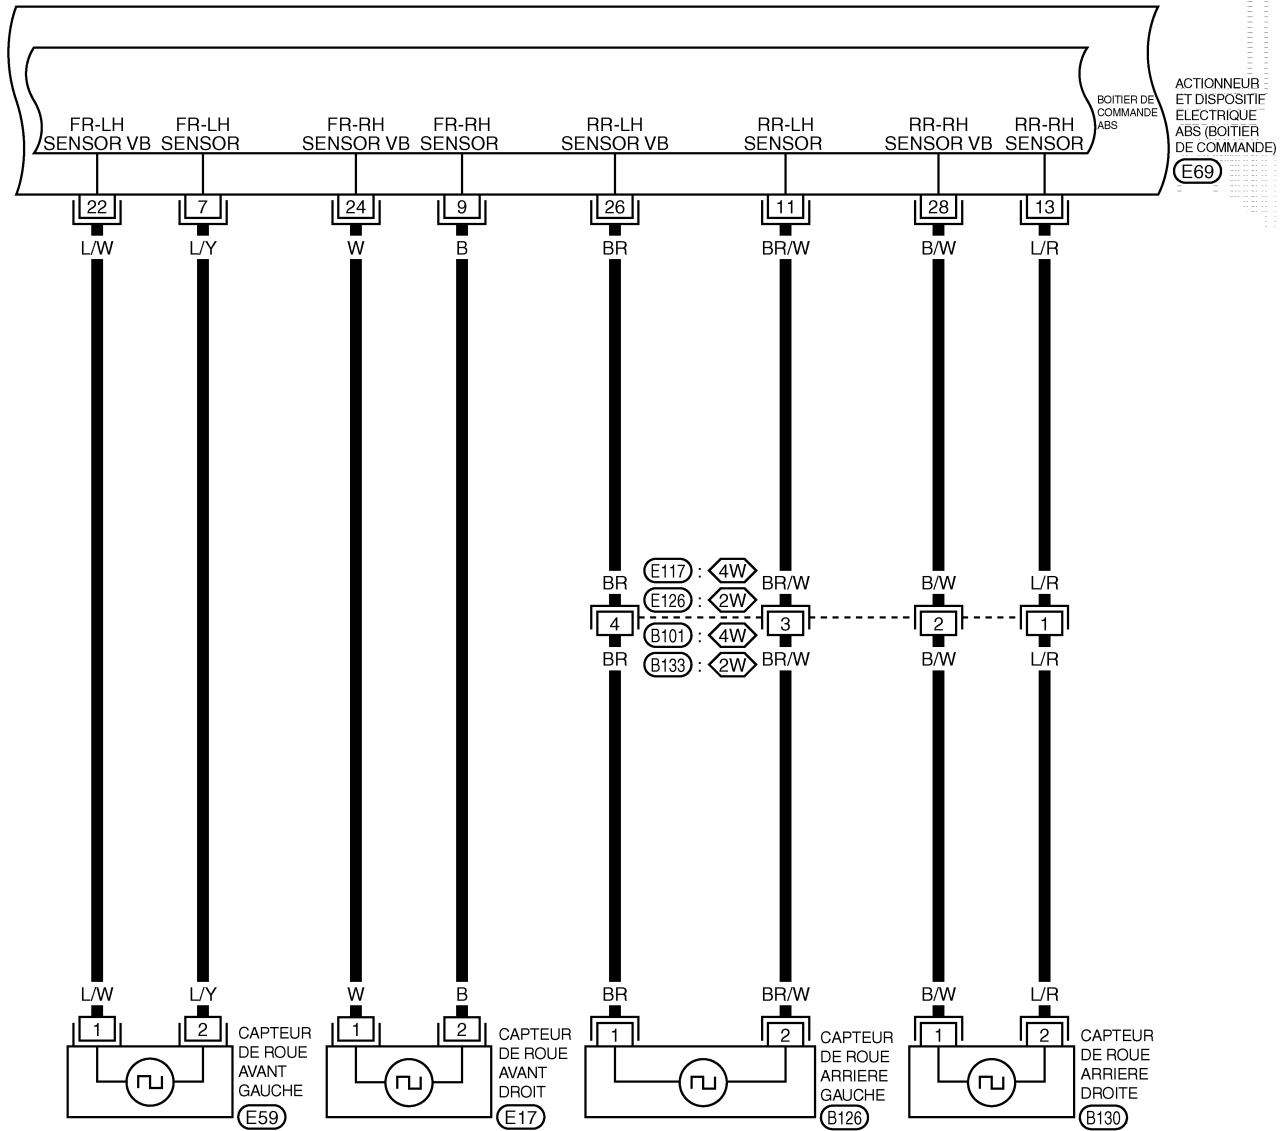 FR-LH
SENSOR VB
FR-LH
SENSOR
FR-RH
SENSOR VB
FR-RH
SENSOR
RR-LH
SENSOR VB
RR-LH
SENSOR
RR-RH
SENSOR VB
RR-RH
SENSOR
BOITIER DE
COMMANDE
ABS
ACTIONNEUR
ET DISPOSITIF
ELECTRIQUE
ABS (BOITIER
DE COMMANDE)
E69
22 7 24 9 26 11 28 13
L/W L/Y W B BR BR/W B/W L/R
E117 : 4W
BR BR/W B/W L/R
E126 : 2W
4 3 2 1
B101 : 4W
BR BR/W B/W L/R
B133 : 2W
L/W L/Y W B BR BR/W B/W L/R
1 2 1 2 1 2 1 2
CAPTEUR
DE ROUE
AVANT
GAUCHE
E59
CAPTEUR
DE ROUE
AVANT
DROIT
E17
CAPTEUR
DE ROUE
ARRIERE
GAUCHE
B126
CAPTEUR
DE ROUE
ARRIERE
DROITE
B130